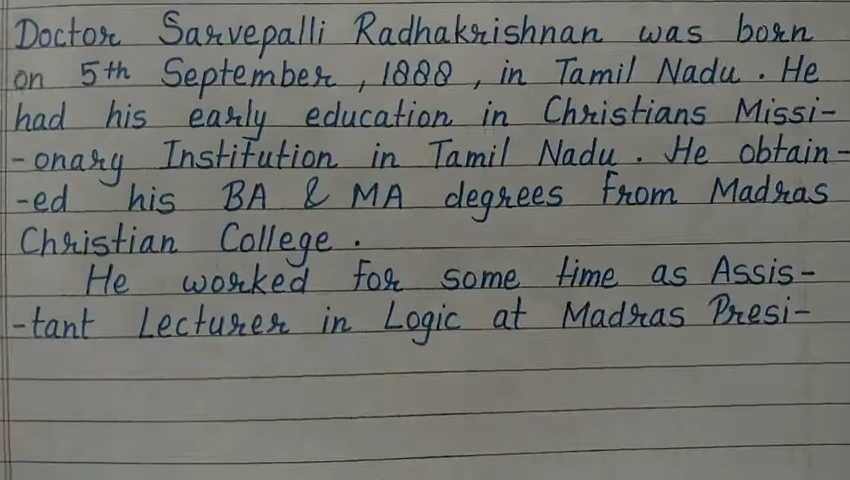 Doctor Sarvepalli Radhakrishnan was born
on 5th September, 1888, in Tamil Nadu. He
had his early education in Christians Missi-
-onary Institution in Tamil Nadu. He obtain-
-ed his BA & MA degrees from Madras
Christian College.
He worked for some time as Assis-
-tant Lecturer in Logic at Madras Presi-